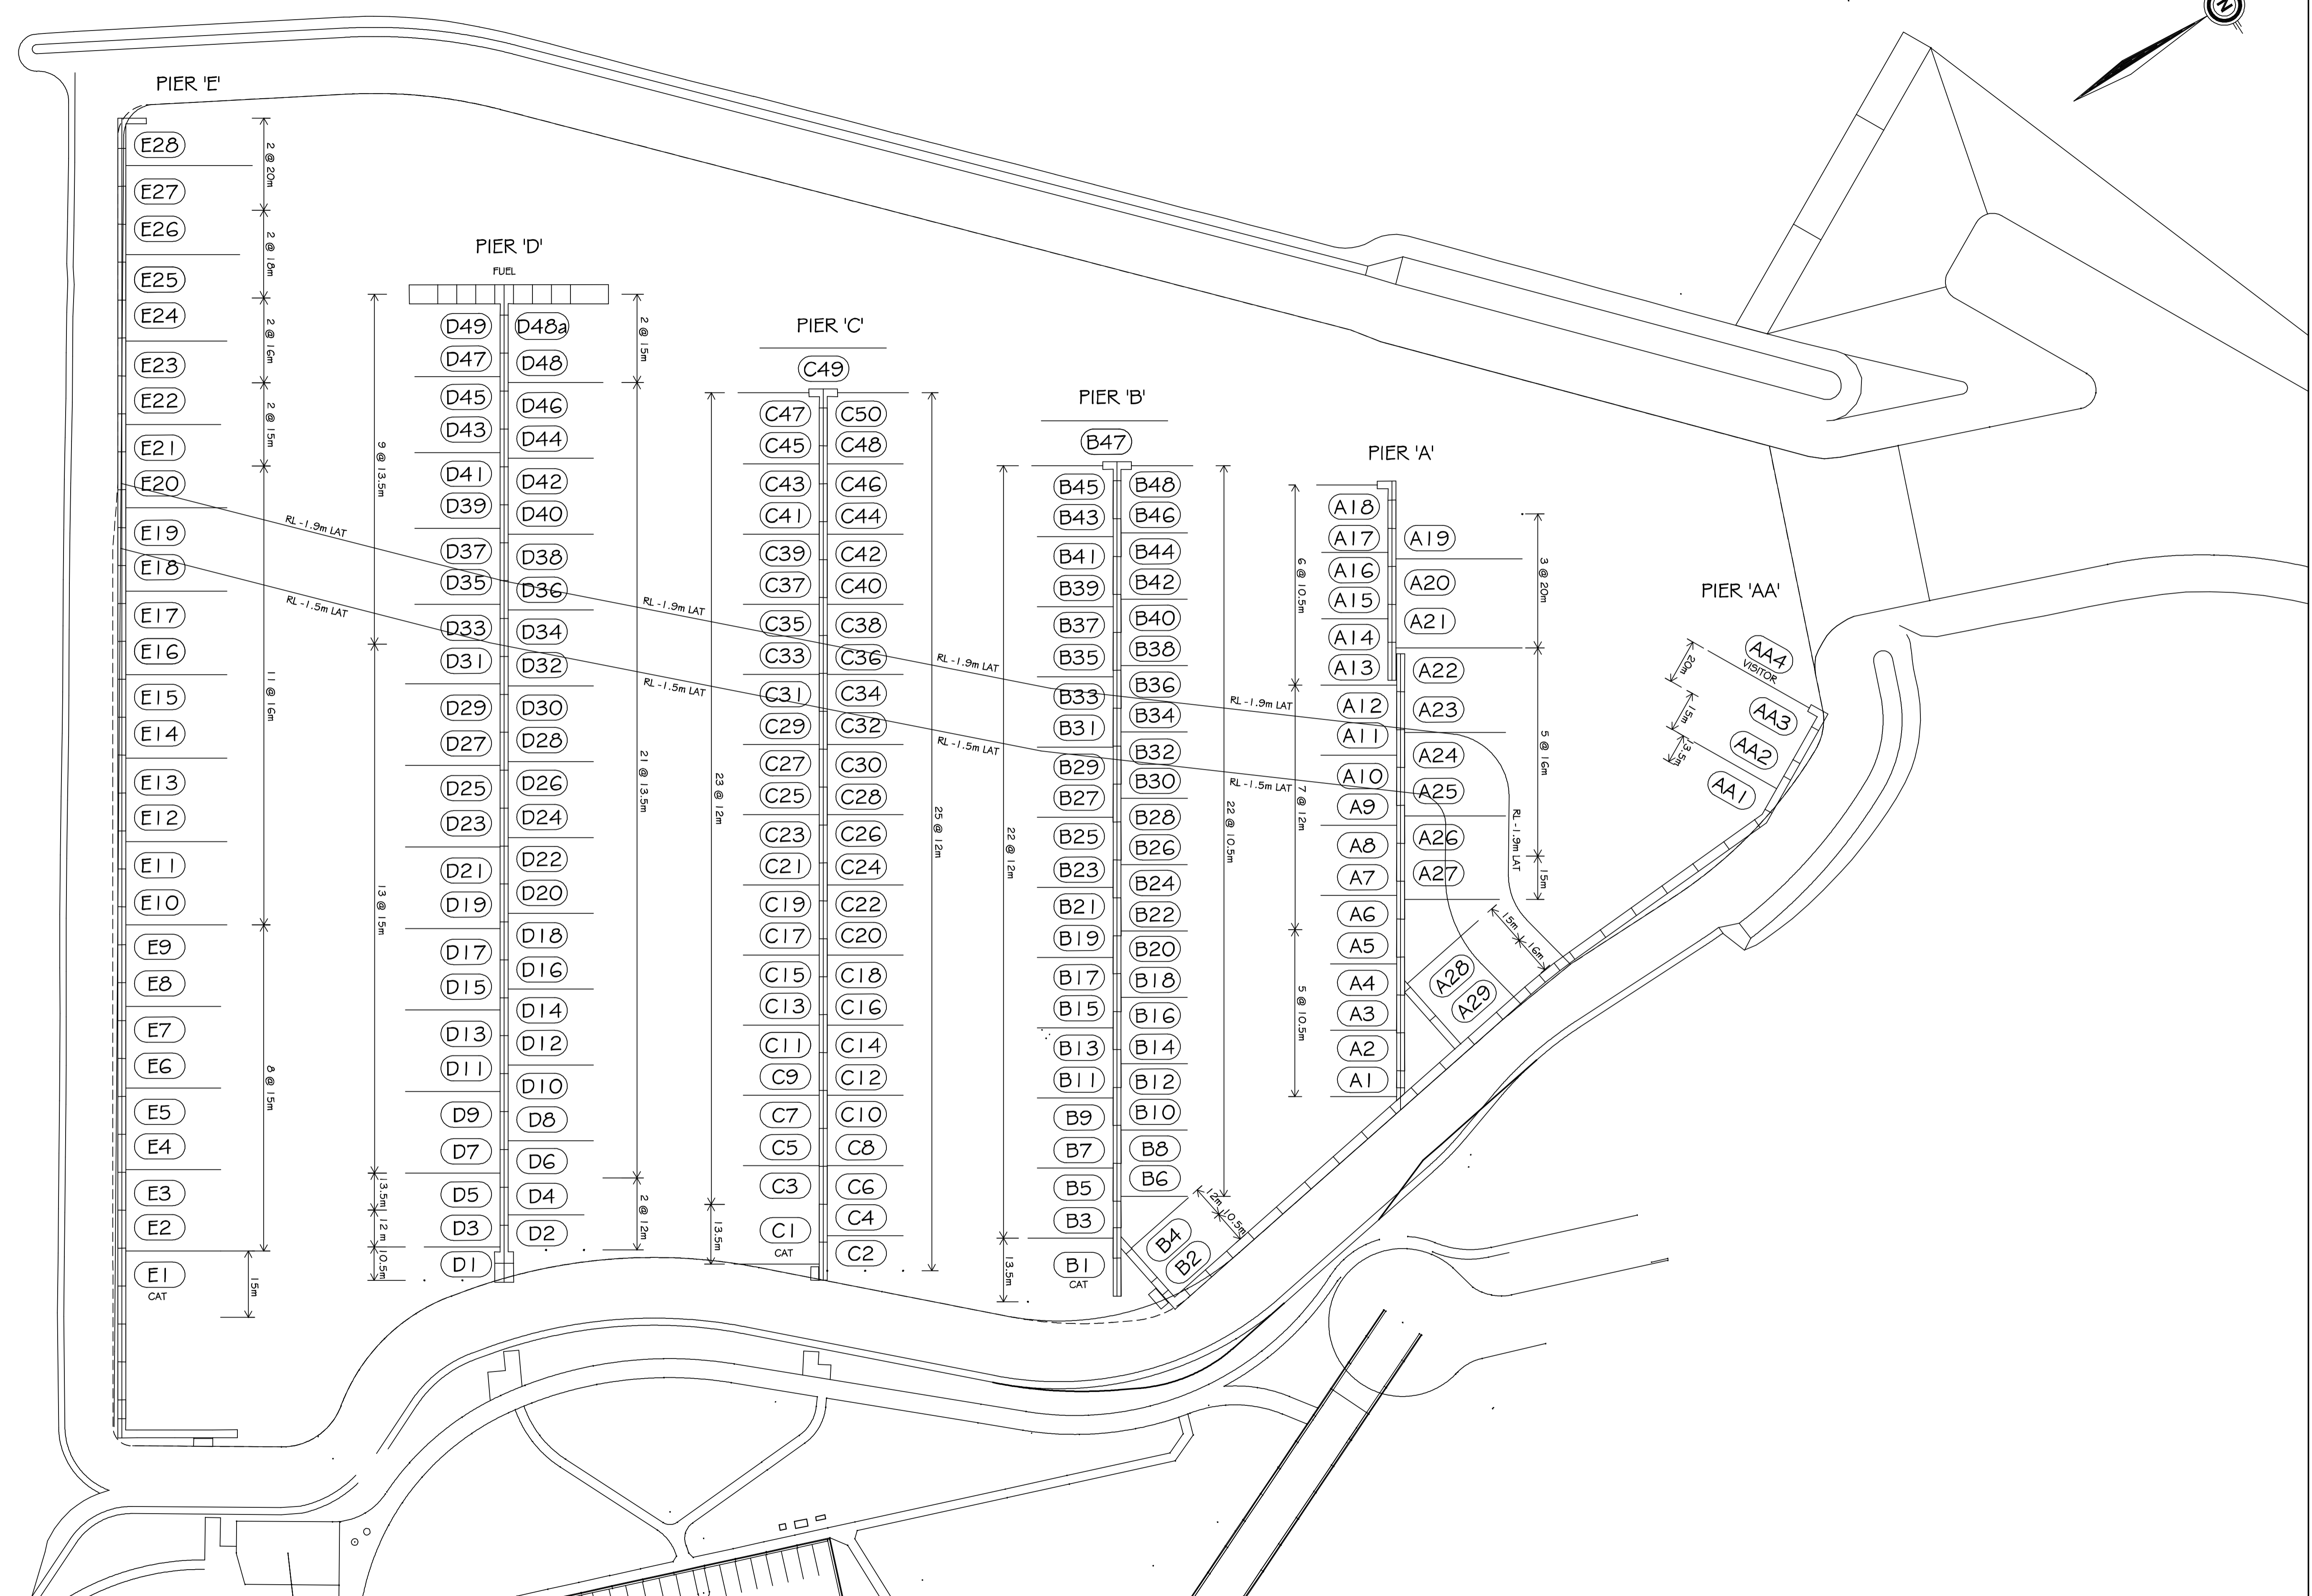 N
PIER 'E'
E28
E27
E26
E25
E24
E23
E22
E21
E20
E19
E18
E17
E16
E15
E14
E13
E12
E11
E10
E9
E8
E7
E6
E5
E4
E3
E2
E1
CAT
2 @ 20m
2 @ 18m
2 @ 16m
2 @ 15m
11 @ 16m
8 @ 15m
15m
RL -1.9m LAT
RL -1.5m LAT
PIER 'D'
FUEL
D49 D48a
D47 D48
D45 D46
D43 D44
D41 D42
D39 D40
D37 D38
D35 D36
D33 D34
D31 D32
D29 D30
D27 D28
D25 D26
D23 D24
D21 D22
D19 D20
D17 D18
D15 D16
D13 D14
D11 D12
D9 D10
D7 D8
D5 D6
D3 D4
D1 D2
9 @ 13.5m
13 @ 15m
13.5m
12m
10.5m
2 @ 15m
21 @ 13.5m
2 @ 12m
RL -1.9m LAT
RL -1.5m LAT
PIER 'C'
C49
C47 C50
C45 C48
C43 C46
C41 C44
C39 C42
C37 C40
C35 C38
C33 C36
C31 C34
C29 C32
C27 C30
C25 C28
C23 C26
C21 C24
C19 C22
C17 C20
C15 C18
C13 C16
C11 C14
C9 C12
C7 C10
C5 C8
C3 C6
C1 C4
CAT C2
23 @ 12m
13.5m
25 @ 12m
RL -1.9m LAT
RL -1.5m LAT
PIER 'B'
B47
B45 B48
B43 B46
B41 B44
B39 B42
B37 B40
B35 B38
B33 B36
B31 B34
B29 B32
B27 B30
B25 B28
B23 B26
B21 B24
B19 B22
B17 B20
B15 B18
B13 B16
B11 B14
B9 B12
B7 B10
B5 B8
B3 B6
B1 B4
CAT B2
22 @ 12m
13.5m
22 @ 10.5m
12m
10.5m
RL -1.9m LAT
RL -1.5m LAT
PIER 'A'
A18
A17 A19
A16 A20
A15 A21
A14
A13 A22
A12 A23
A11 A24
A10 A25
A9 A26
A8 A27
A7
A6
A5
A4 A28
A3 A29
A2
A1
6 @ 10.5m
7 @ 12m
5 @ 10.5m
3 @ 20m
5 @ 16m
15m
RL -1.9m LAT
15m
16m
PIER 'AA'
AA4
VISITOR
AA3
AA2
AA1
20m
15m
13.5m